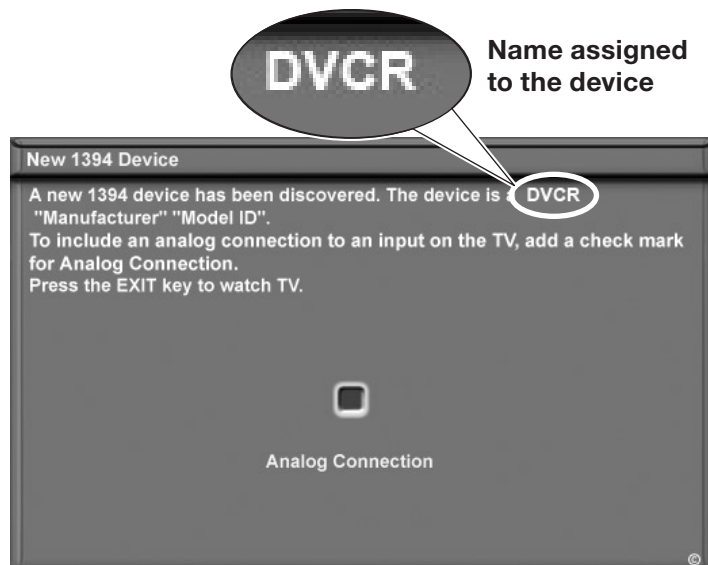 DVCR
Name assigned
to the device
New 1394 Device
A new 1394 device has been discovered. The device is a DVCR
"Manufacturer" "Model ID".
To include an analog connection to an input on the TV, add a check mark
for Analog Connection.
Press the EXIT key to watch TV.
Analog Connection
©